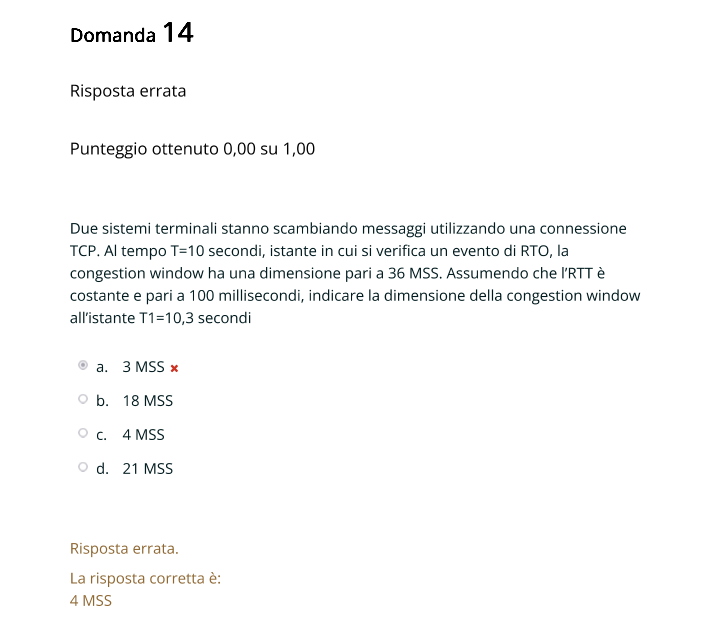 Domanda 14
Risposta errata
Punteggio ottenuto 0,00 su 1,00
Due sistemi terminali stanno scambiando messaggi utilizzando una connessione
TCP. Al tempo T=10 secondi, istante in cui si verifica un evento di RTO, la
congestion window ha una dimensione pari a 36 MSS. Assumendo che l’RTT è
costante e pari a 100 millisecondi, indicare la dimensione della congestion window
all’istante T1=10,3 secondi
a. 3 MSS
b. 18 MSS
c. 4 MSS
d. 21 MSS
Risposta errata.
La risposta corretta è:
4 MSS